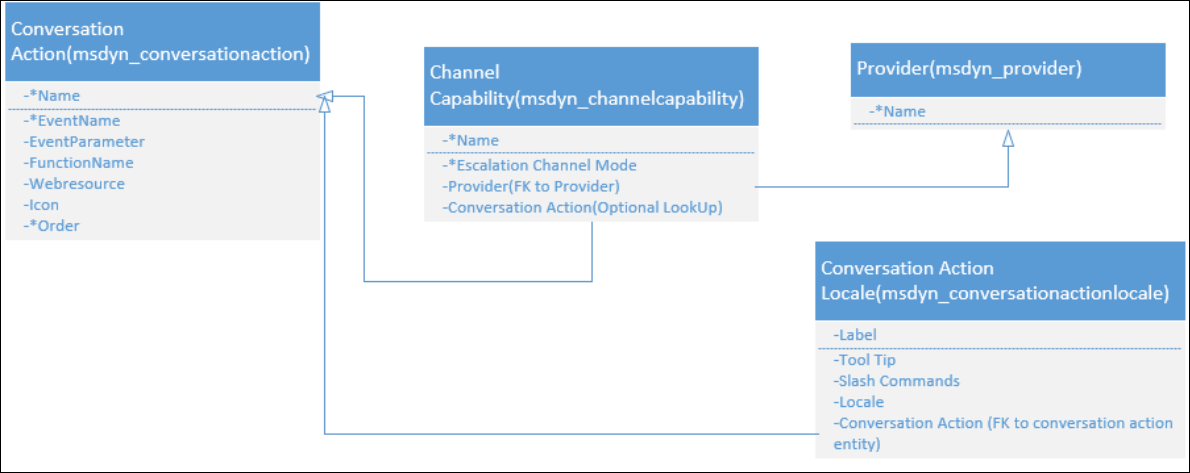 Conversation
Action(msdyn_conversationaction)
-*Name
-*EventName
-EventParameter
-FunctionName
-Webresource
-Icon
-*Order
Channel
Capability(msdyn_channelcapability)
-*Name
-*Escalation Channel Mode
-Provider(FK to Provider)
-Conversation Action(Optional LookUp)
Provider(msdyn_provider)
-*Name
Conversation Action
Locale(msdyn_conversationactionlocale)
-Label
-Tool Tip
-Slash Commands
-Locale
-Conversation Action (FK to conversation action
entity)